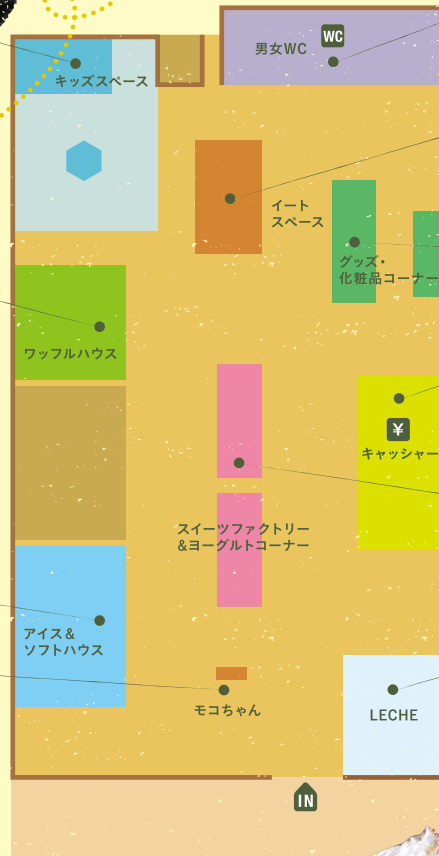 WC
男女WC
キッズスペース
イート
スペース
グッズ・
化粧品コーナー
ワッフルハウス
¥
キャッシャー
スイーツファクトリー
&ヨーグルトコーナー
アイス&
ソフトハウス
モコちゃん
LECHE
IN